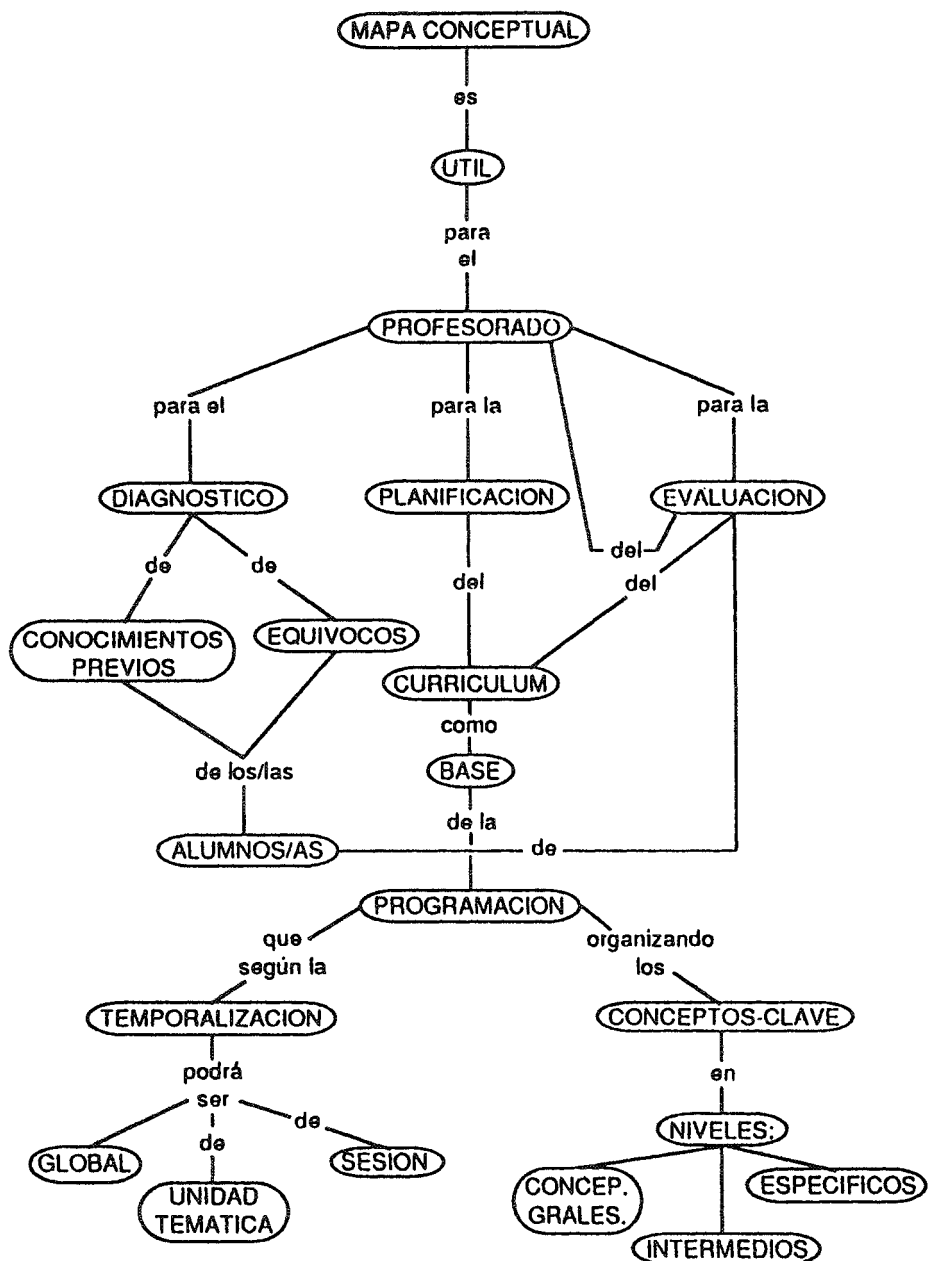 MAPA CONCEPTUAL
es
UTIL
para
el
PROFESORADO
para el
para la
para la
DIAGNOSTICO
PLANIFICACION
EVALUACION
de
de
del
del
del
CONOCIMIENTOS
PREVIOS
EQUIVOCOS
CURRICULUM
como
de los/las
BASE
de la
ALUMNOS/AS
de
PROGRAMACION
que
según la
organizando
los
TEMPORALIZACION
CONCEPTOS-CLAVE
podrá
ser
en
de
de
NIVELES:
GLOBAL
SESION
UNIDAD
TEMATICA
CONCEP.
GRALES.
ESPECIFICOS
INTERMEDIOS